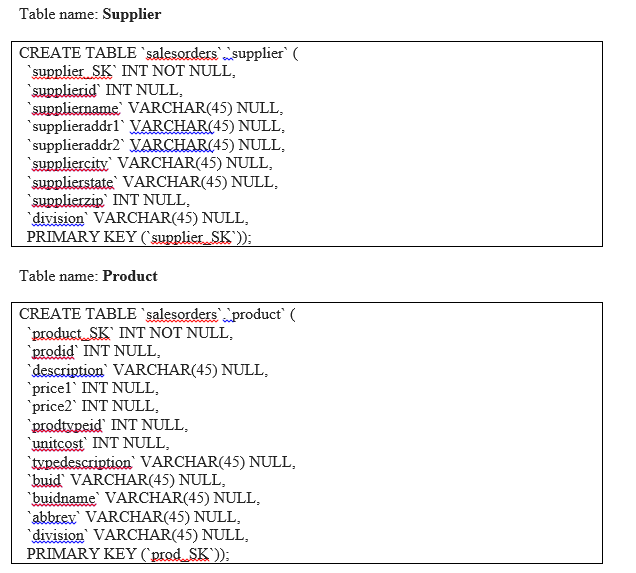 Table name: Supplier
CREATE TABLE `salesorders`.`supplier` (
`supplier_SK` INT NOT NULL,
`supplierid` INT NULL,
`suppliername` VARCHAR(45) NULL,
`supplieraddr1` VARCHAR(45) NULL,
`supplieraddr2` VARCHAR(45) NULL,
`suppliercity` VARCHAR(45) NULL,
`supplierstate` VARCHAR(45) NULL,
`supplierzip` INT NULL,
`division` VARCHAR(45) NULL,
PRIMARY KEY (`supplier_SK`));
Table name: Product
CREATE TABLE `salesorders`.`product` (
`product_SK` INT NOT NULL,
`prodid` INT NULL,
`description` VARCHAR(45) NULL,
`price1` INT NULL,
`price2` INT NULL,
`prodtypeid` INT NULL,
`unitcost` INT NULL,
`typedescription` VARCHAR(45) NULL,
`buid` VARCHAR(45) NULL,
`buidname` VARCHAR(45) NULL,
`abbrev` VARCHAR(45) NULL,
`division` VARCHAR(45) NULL,
PRIMARY KEY (`prod_SK`));